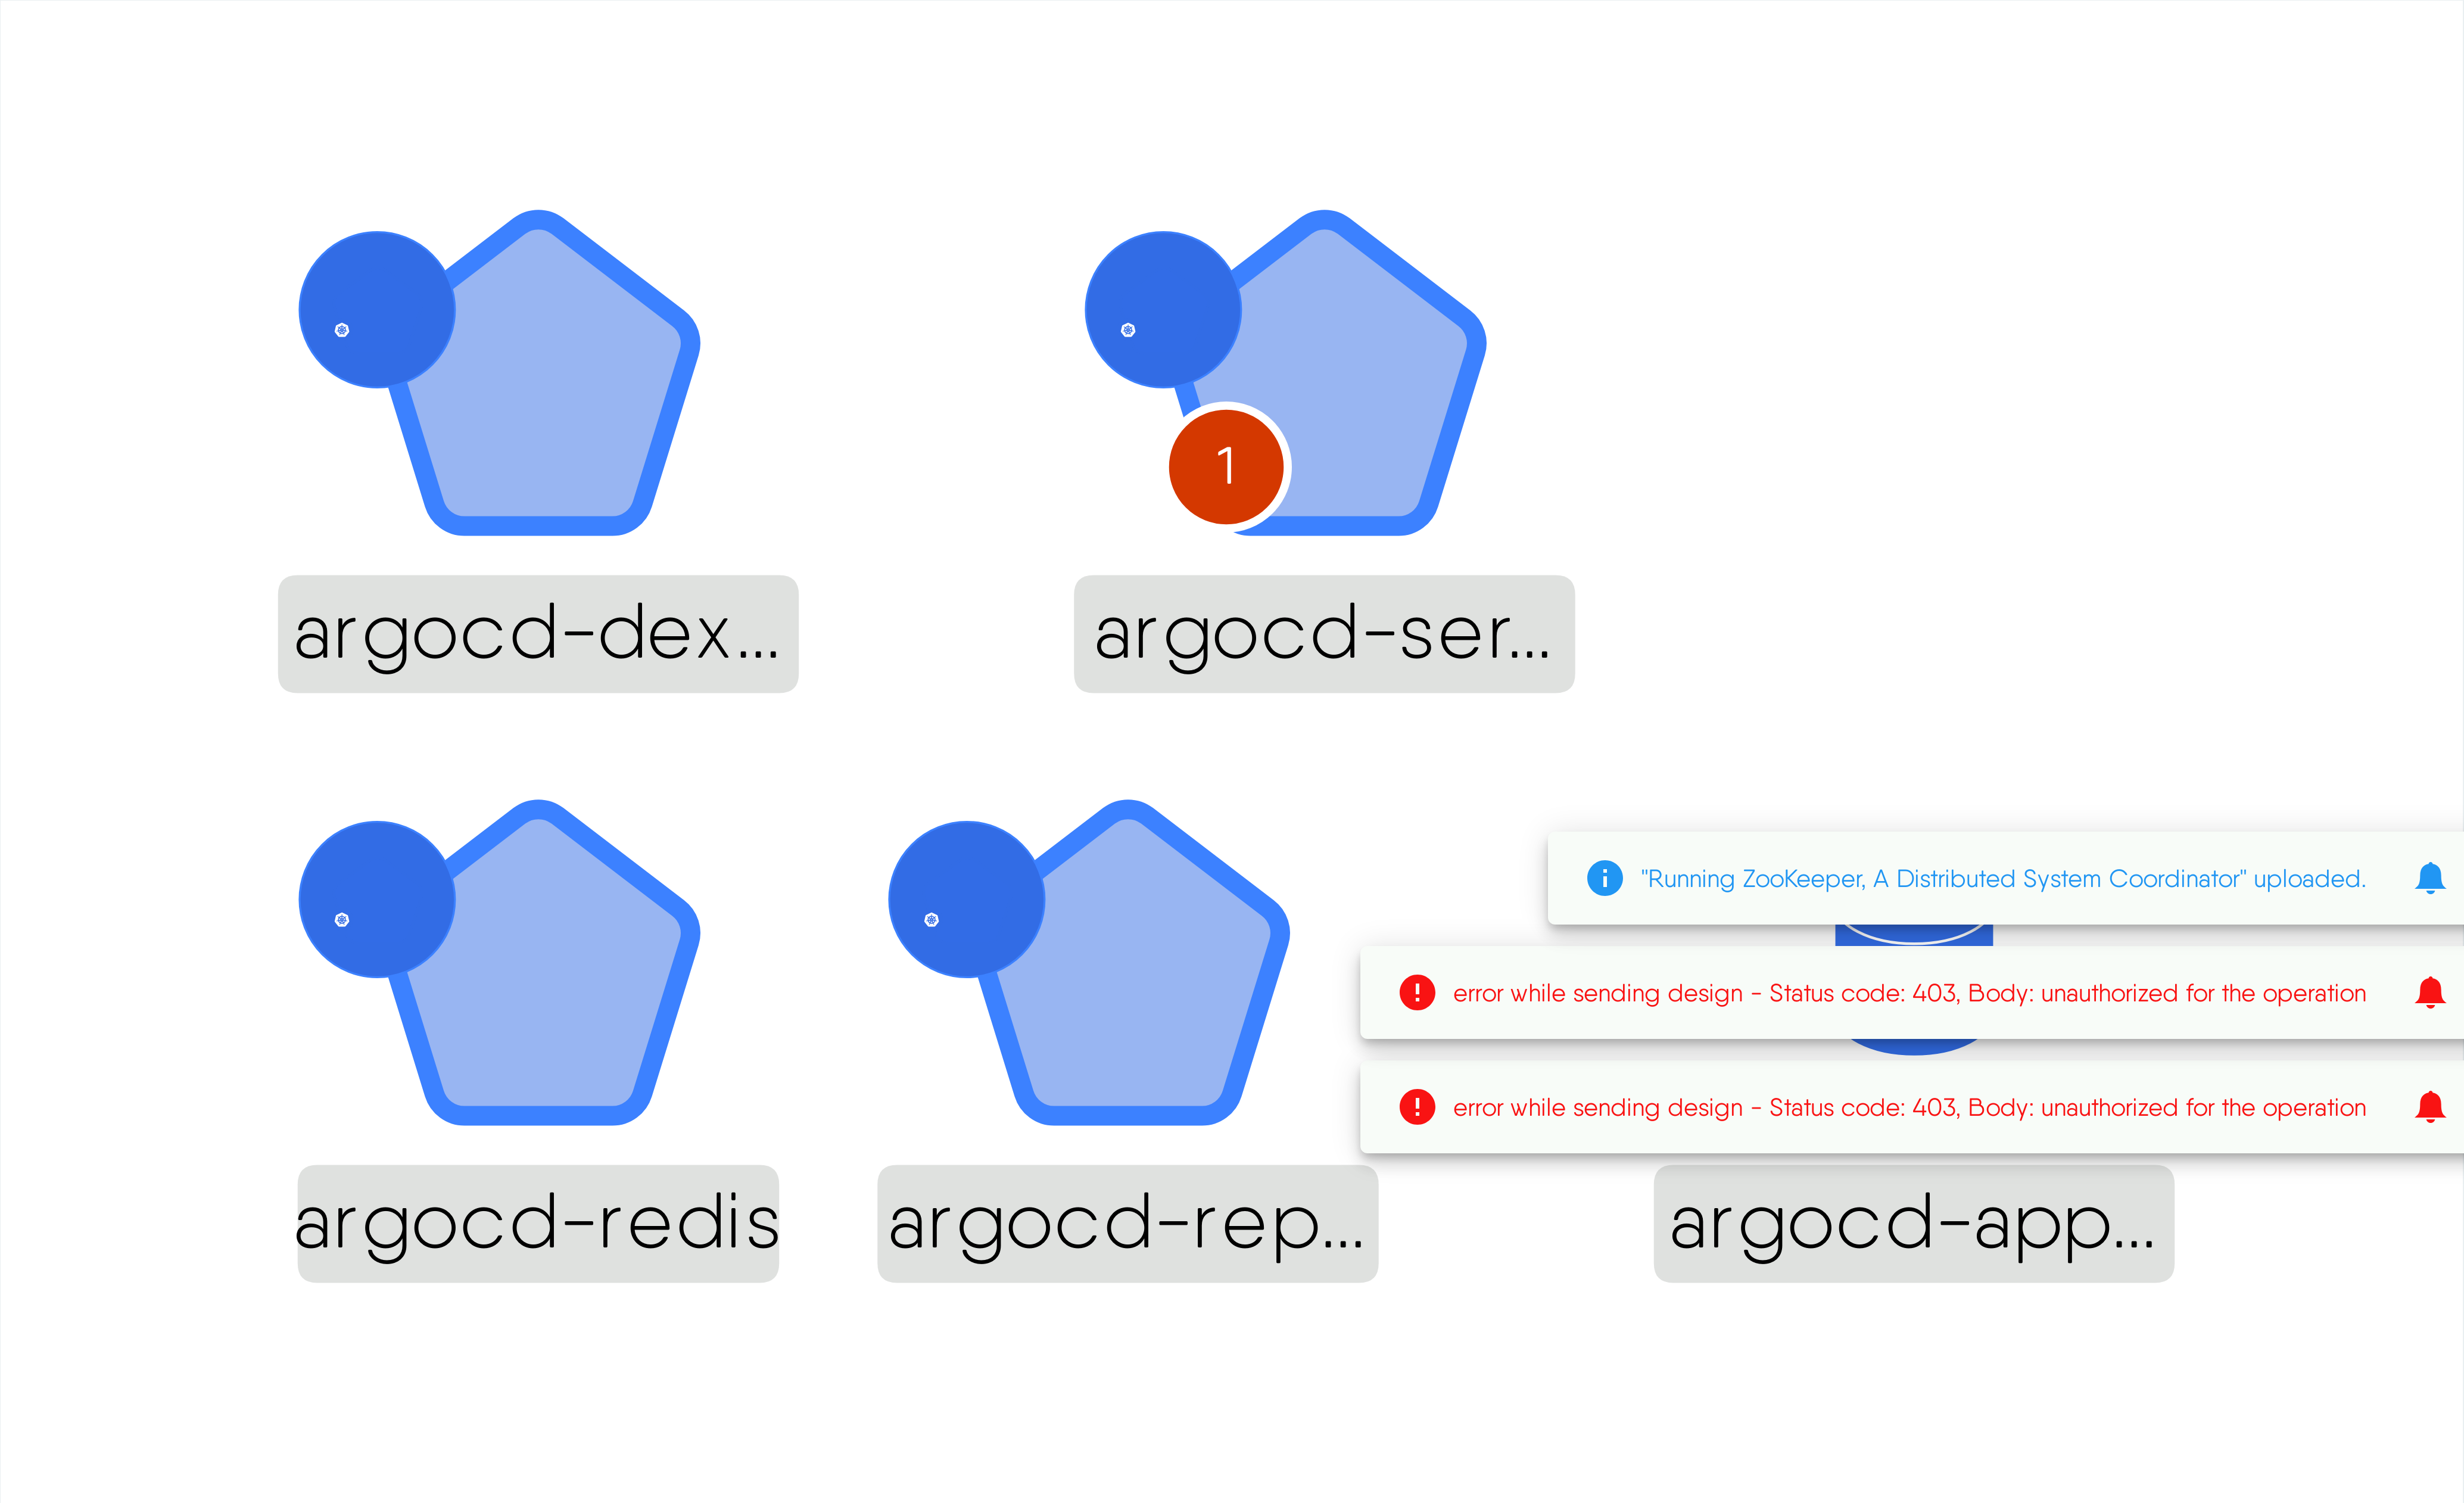 1
argocd-dex...
argocd-ser...
"Running ZooKeeper, A Distributed System Coordinator" uploaded.
error while sending design - Status code: 403, Body: unauthorized for the operation
error while sending design - Status code: 403, Body: unauthorized for the operation
argocd-redis
argocd-rep...
argocd-app...